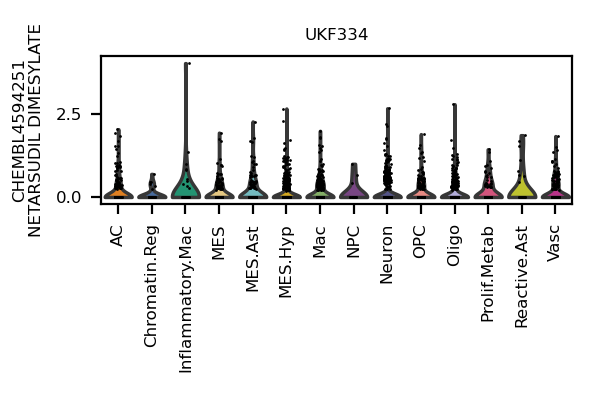 UKF334
CHEMBL4594251
NETARSUDIL DIMESYLATE
2.5
0.0
AC
Chromatin.Reg
Inflammatory.Mac
MES
MES.Ast
MES.Hyp
Mac
NPC
Neuron
OPC
Oligo
Prolif.Metab
Reactive.Ast
Vasc